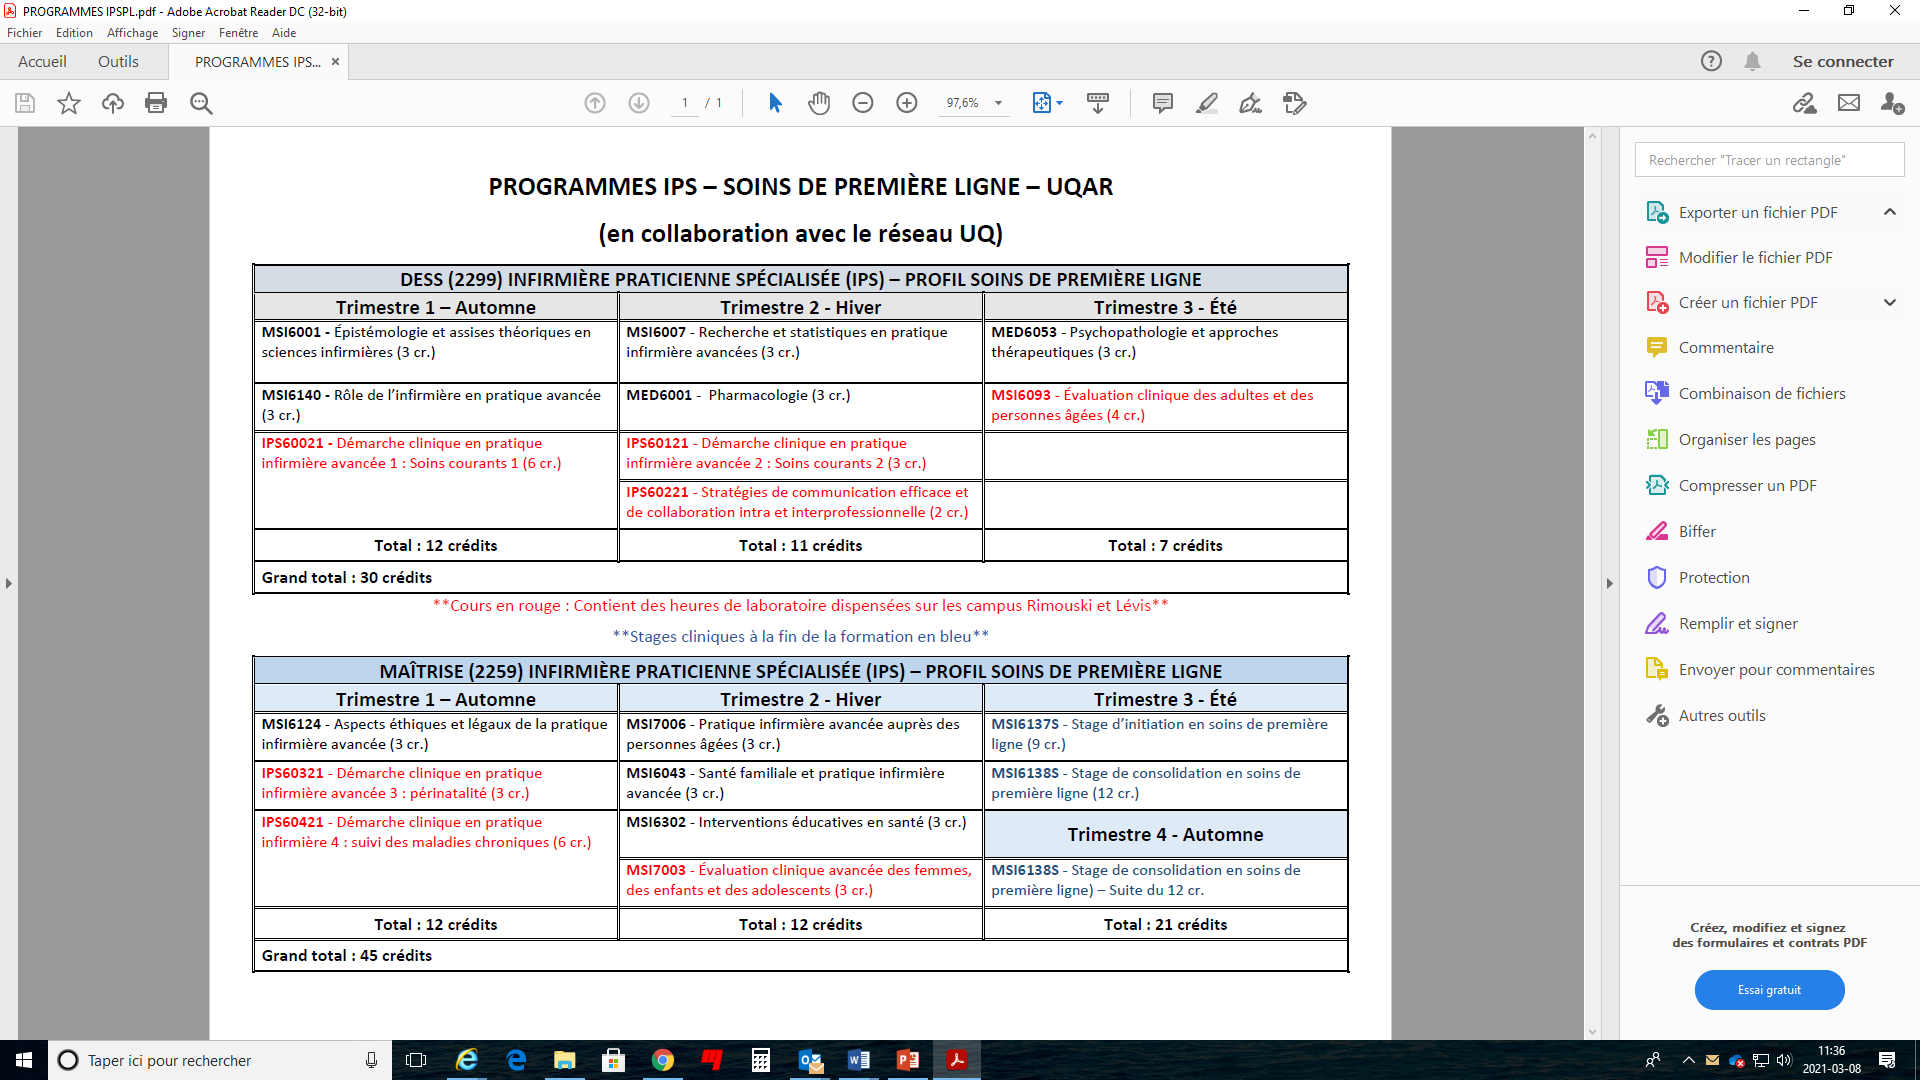 PROGRAMMES IPSPL.pdf - Adobe Acrobat Reader DC (32-bit)
Fichier Edition Affichage Signer Fenêtre Aide
Accueil Outils PROGRAMMES IPS... × Se connecter
1 / 1 97,6%
PROGRAMMES IPS – SOINS DE PREMIÈRE LIGNE – UQAR
(en collaboration avec le réseau UQ)
DESS (2299) INFIRMIÈRE PRATICIENNE SPÉCIALISÉE (IPS) – PROFIL SOINS DE PREMIÈRE LIGNE
Trimestre 1 – Automne
Trimestre 2 - Hiver
Trimestre 3 - Été
MSI6001 - Épistémologie et assises théoriques en
sciences infirmières (3 cr.)
MSI6007 - Recherche et statistiques en pratique
infirmière avancées (3 cr.)
MED6053 - Psychopathologie et approches
thérapeutiques (3 cr.)
MSI6140 - Rôle de l’infirmière en pratique avancée
(3 cr.)
MED6001 - Pharmacologie (3 cr.)
MSI6093 - Évaluation clinique des adultes et des
personnes âgées (4 cr.)
IPS60021 - Démarche clinique en pratique
infirmière avancée 1 : Soins courants 1 (6 cr.)
IPS60121 - Démarche clinique en pratique
infirmière avancée 2 : Soins courants 2 (3 cr.)
IPS60221 - Stratégies de communication efficace et
de collaboration intra et interprofessionnelle (2 cr.)
Total : 12 crédits
Total : 11 crédits
Total : 7 crédits
Grand total : 30 crédits
**Cours en rouge : Contient des heures de laboratoire dispensées sur les campus Rimouski et Lévis**
**Stages cliniques à la fin de la formation en bleu**
MAÎTRISE (2259) INFIRMIÈRE PRATICIENNE SPÉCIALISÉE (IPS) – PROFIL SOINS DE PREMIÈRE LIGNE
Trimestre 1 – Automne
Trimestre 2 - Hiver
Trimestre 3 - Été
MSI6124 - Aspects éthiques et légaux de la pratique
infirmière avancée (3 cr.)
MSI7006 - Pratique infirmière avancée auprès des
personnes âgées (3 cr.)
MSI6137S - Stage d’initiation en soins de première
ligne (9 cr.)
IPS60321 - Démarche clinique en pratique
infirmière avancée 3 : périnatalité (3 cr.)
MSI6043 - Santé familiale et pratique infirmière
avancée (3 cr.)
MSI6138S - Stage de consolidation en soins de
première ligne (12 cr.)
IPS60421 - Démarche clinique en pratique
infirmière 4 : suivi des maladies chroniques (6 cr.)
MSI6302 - Interventions éducatives en santé (3 cr.)
Trimestre 4 - Automne
MSI7003 - Évaluation clinique avancée des femmes,
des enfants et des adolescents (3 cr.)
MSI6138S - Stage de consolidation en soins de
première ligne) – Suite du 12 cr.
Total : 12 crédits
Total : 12 crédits
Total : 21 crédits
Grand total : 45 crédits
Rechercher "Tracer un rectangle"
Exporter un fichier PDF
Modifier le fichier PDF
Créer un fichier PDF
Commentaire
Combinaison de fichiers
Organiser les pages
Compresser un PDF
Biffer
Protection
Remplir et signer
Envoyer pour commentaires
Autres outils
Créez, modifiez et signez
des formulaires et contrats PDF
Essai gratuit
Taper ici pour rechercher
11:36
2021-03-08